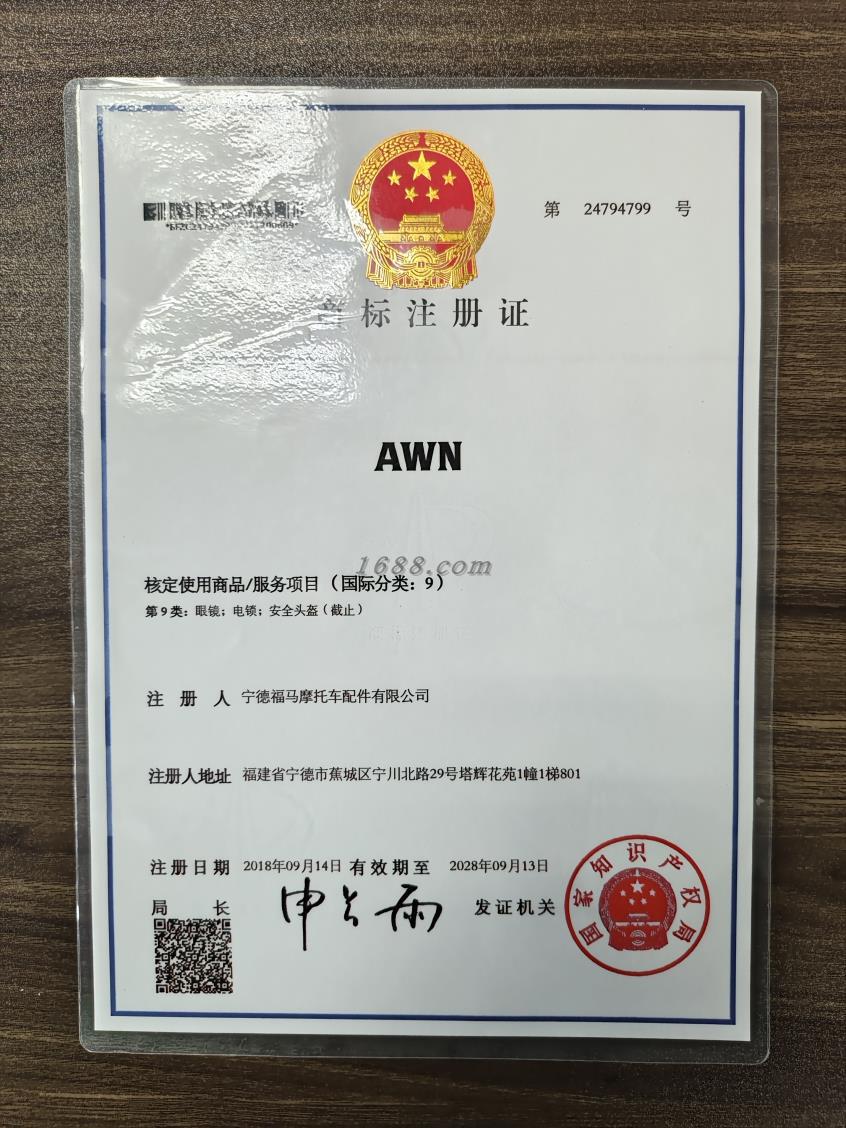 第 24794799 号
商标注册证
AWN
1688.com
核定使用商品/服务项目（国际分类：9）
第9类：眼镜；电锁；安全头盔（截止）
注册人 宁德福马摩托车配件有限公司
注册人地址 福建省宁德市蕉城区宁川北路29号塔辉花苑1幢1梯801
注册日期 2018年09月14日 有效期至 2028年09月13日
局长 申长雨 发证机关
国家知识产权局